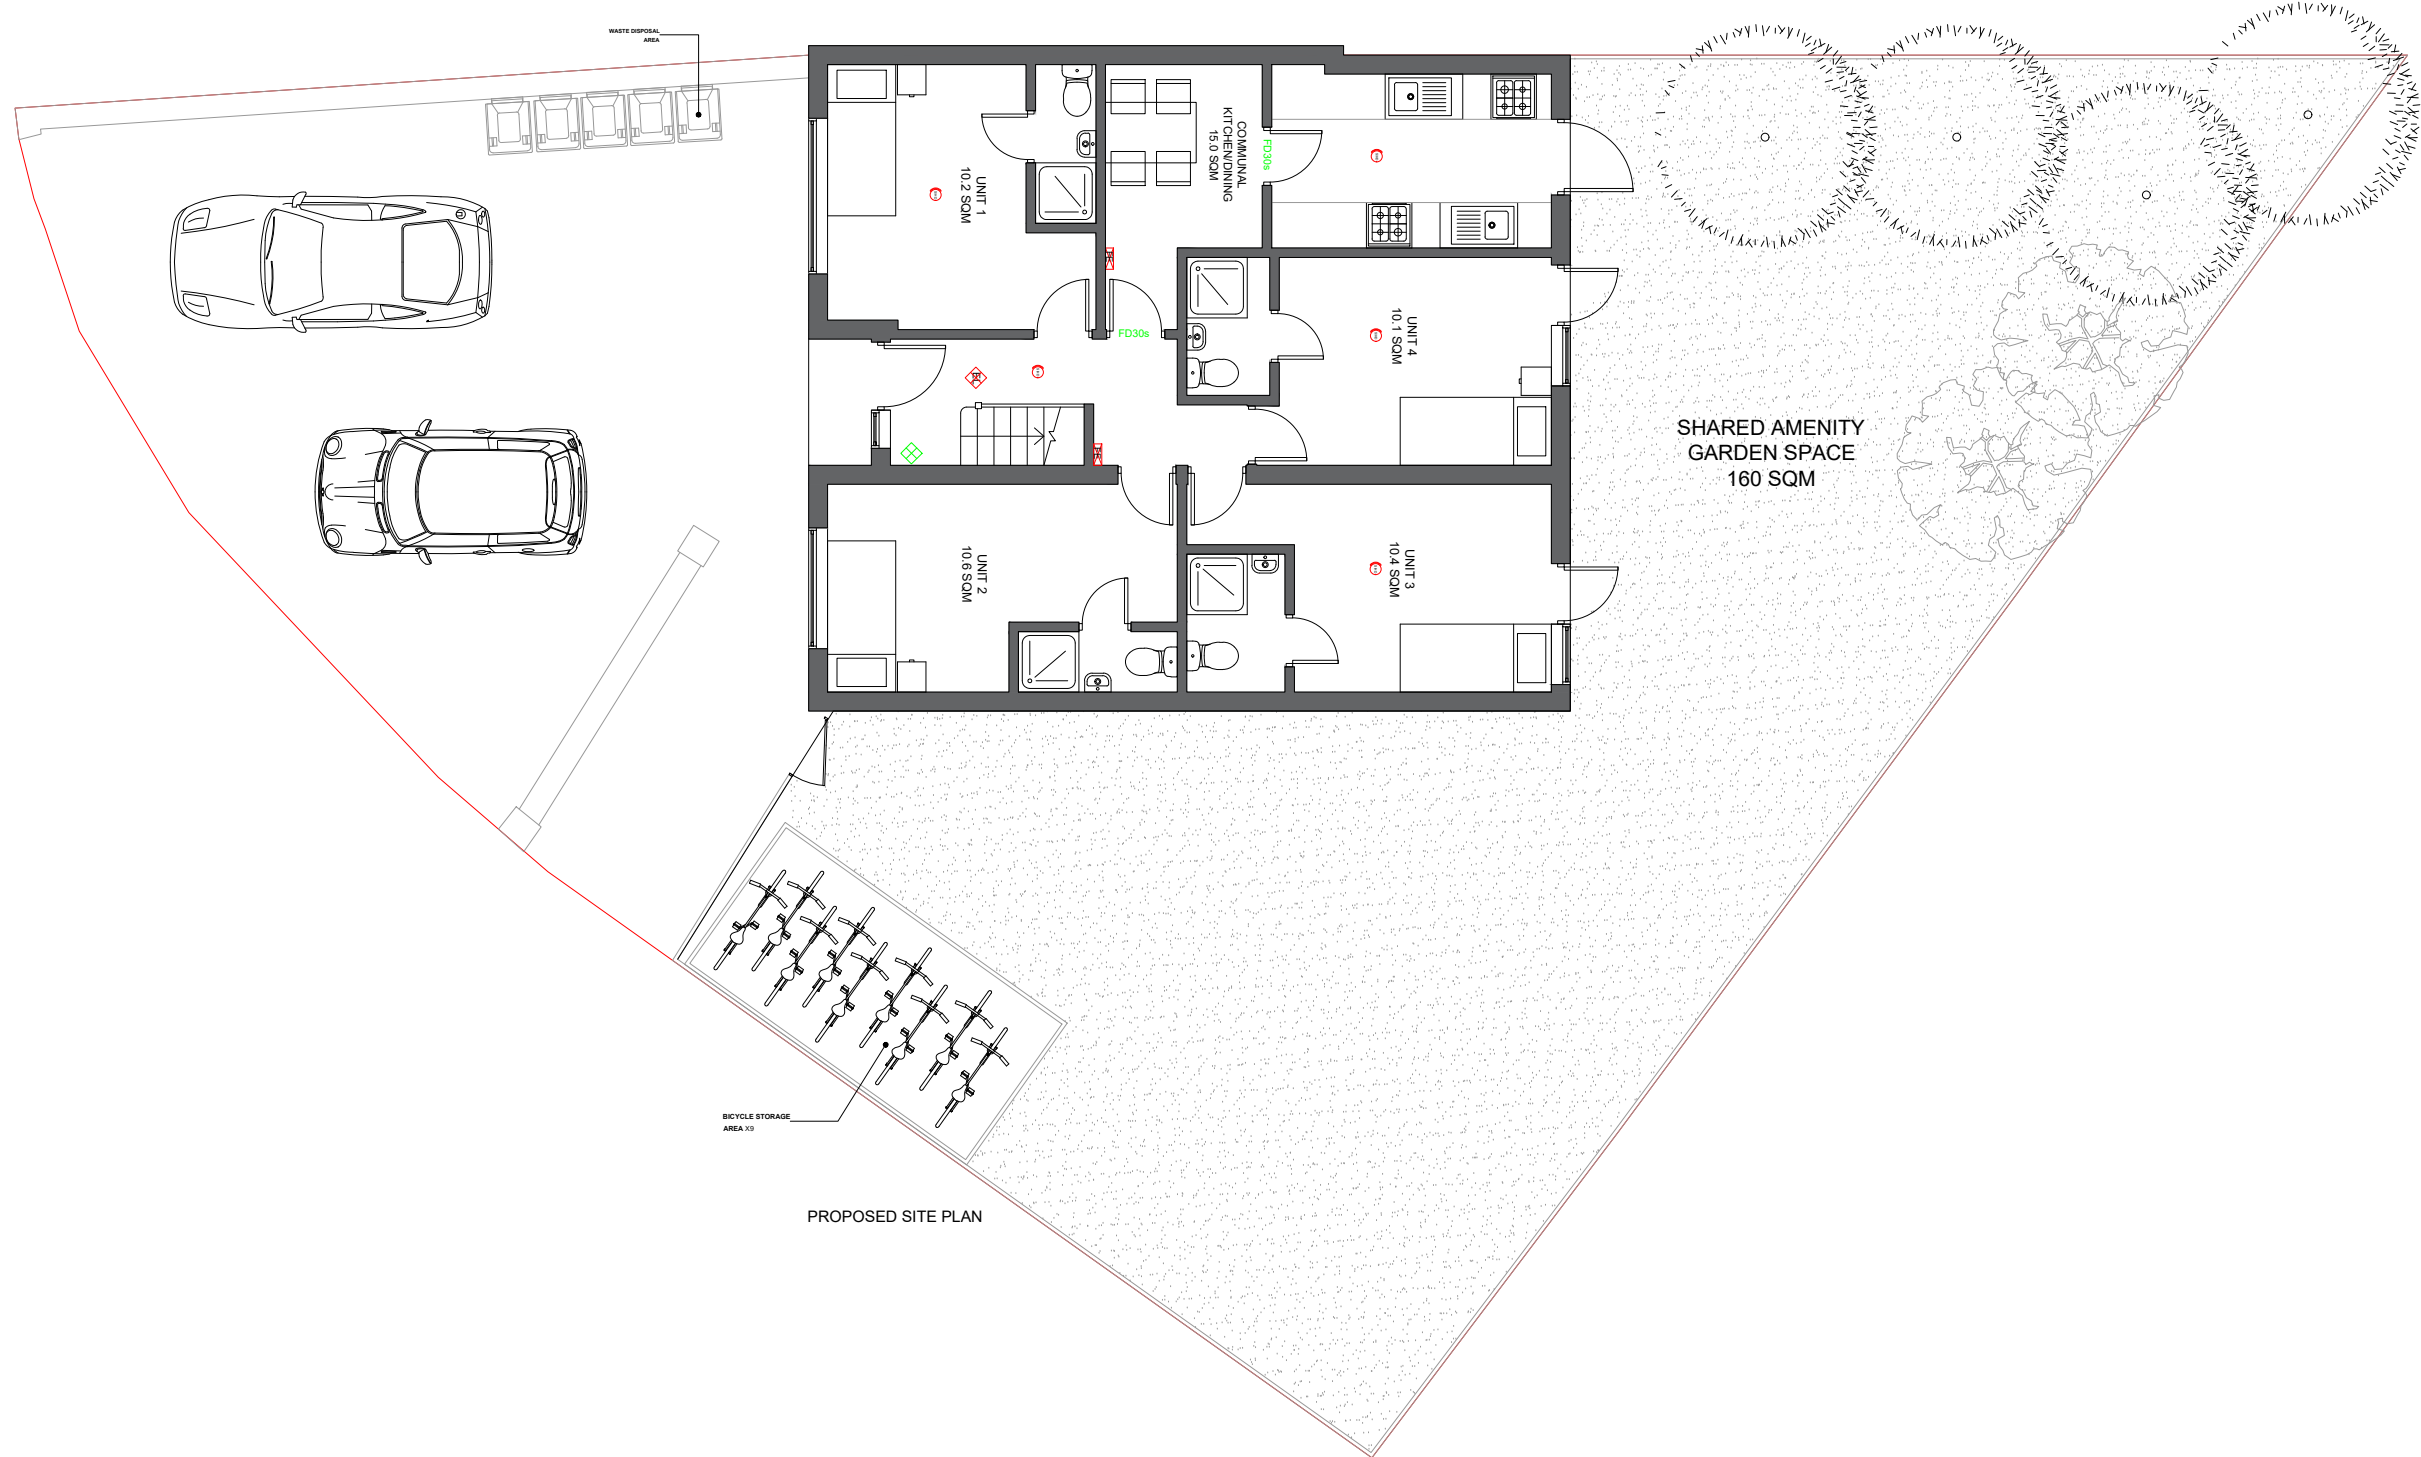 WASTE DISPOSAL
AREA
UNIT 1
10.2 SQM
COMMUNAL
KITCHEN/DINING
15.0 SQM
FD30s
FD30s
UNIT 4
10.1 SQM
UNIT 2
10.6 SQM
UNIT 3
10.4 SQM
SHARED AMENITY
GARDEN SPACE
160 SQM
BICYCLE STORAGE
AREA X9
PROPOSED SITE PLAN